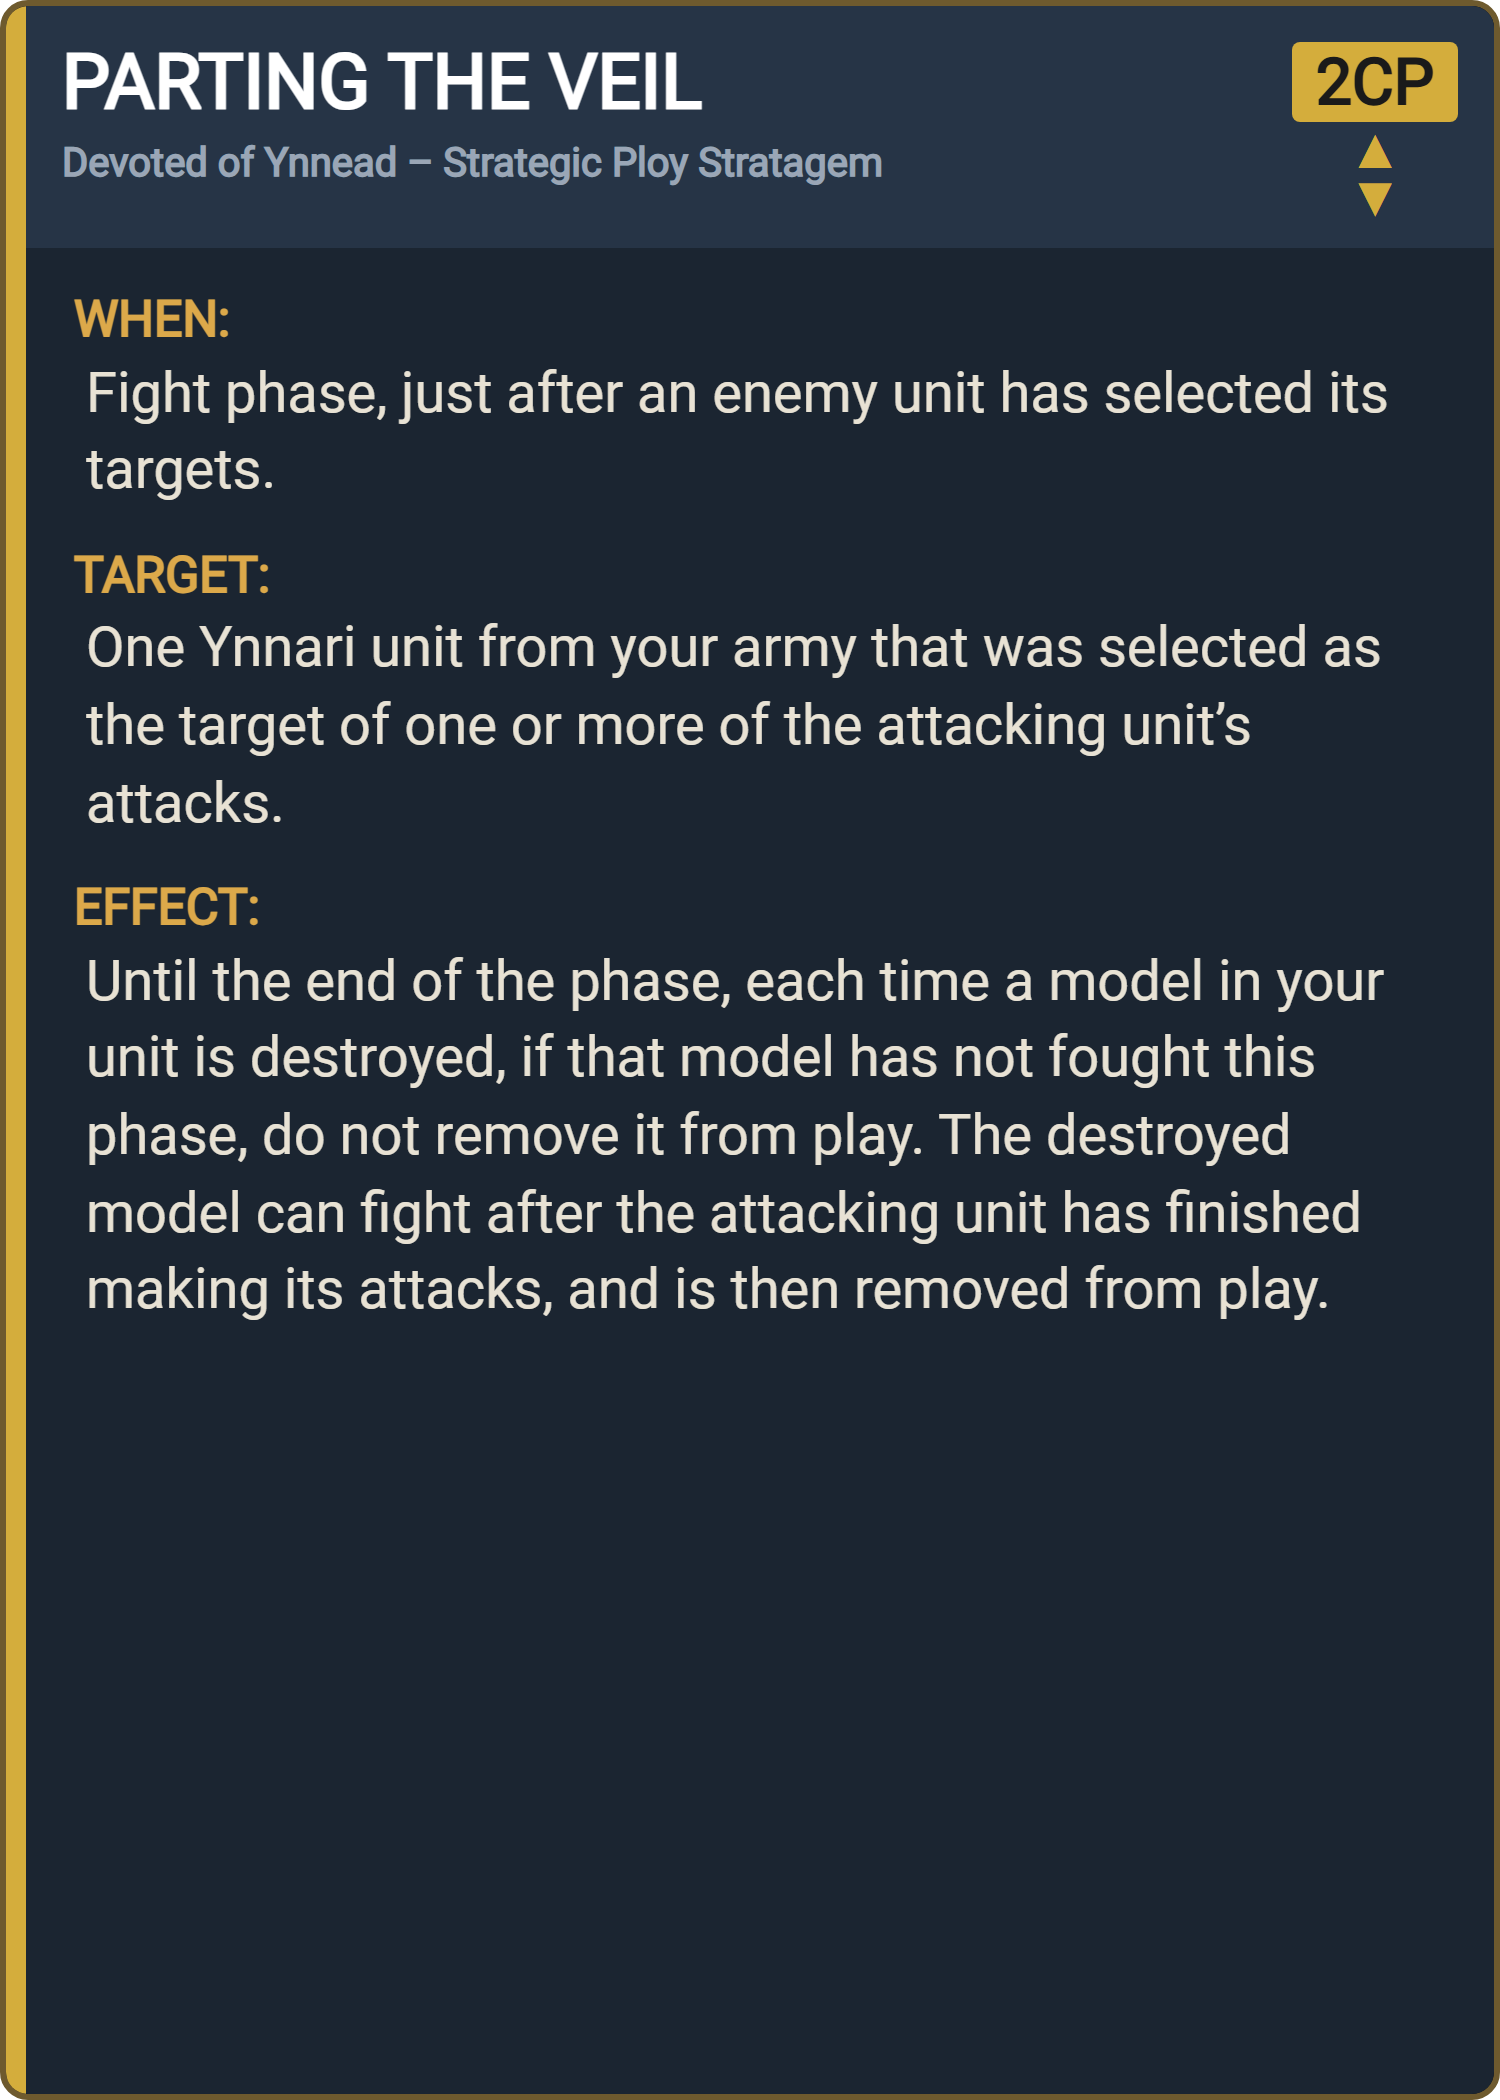 PARTING THE VEIL
2CP
Devoted of Ynnead – Strategic Ploy Stratagem
▲
▼
WHEN:
Fight phase, just after an enemy unit has selected its
targets.
TARGET:
One Ynnari unit from your army that was selected as
the target of one or more of the attacking unit’s
attacks.
EFFECT:
Until the end of the phase, each time a model in your
unit is destroyed, if that model has not fought this
phase, do not remove it from play. The destroyed
model can fight after the attacking unit has finished
making its attacks, and is then removed from play.